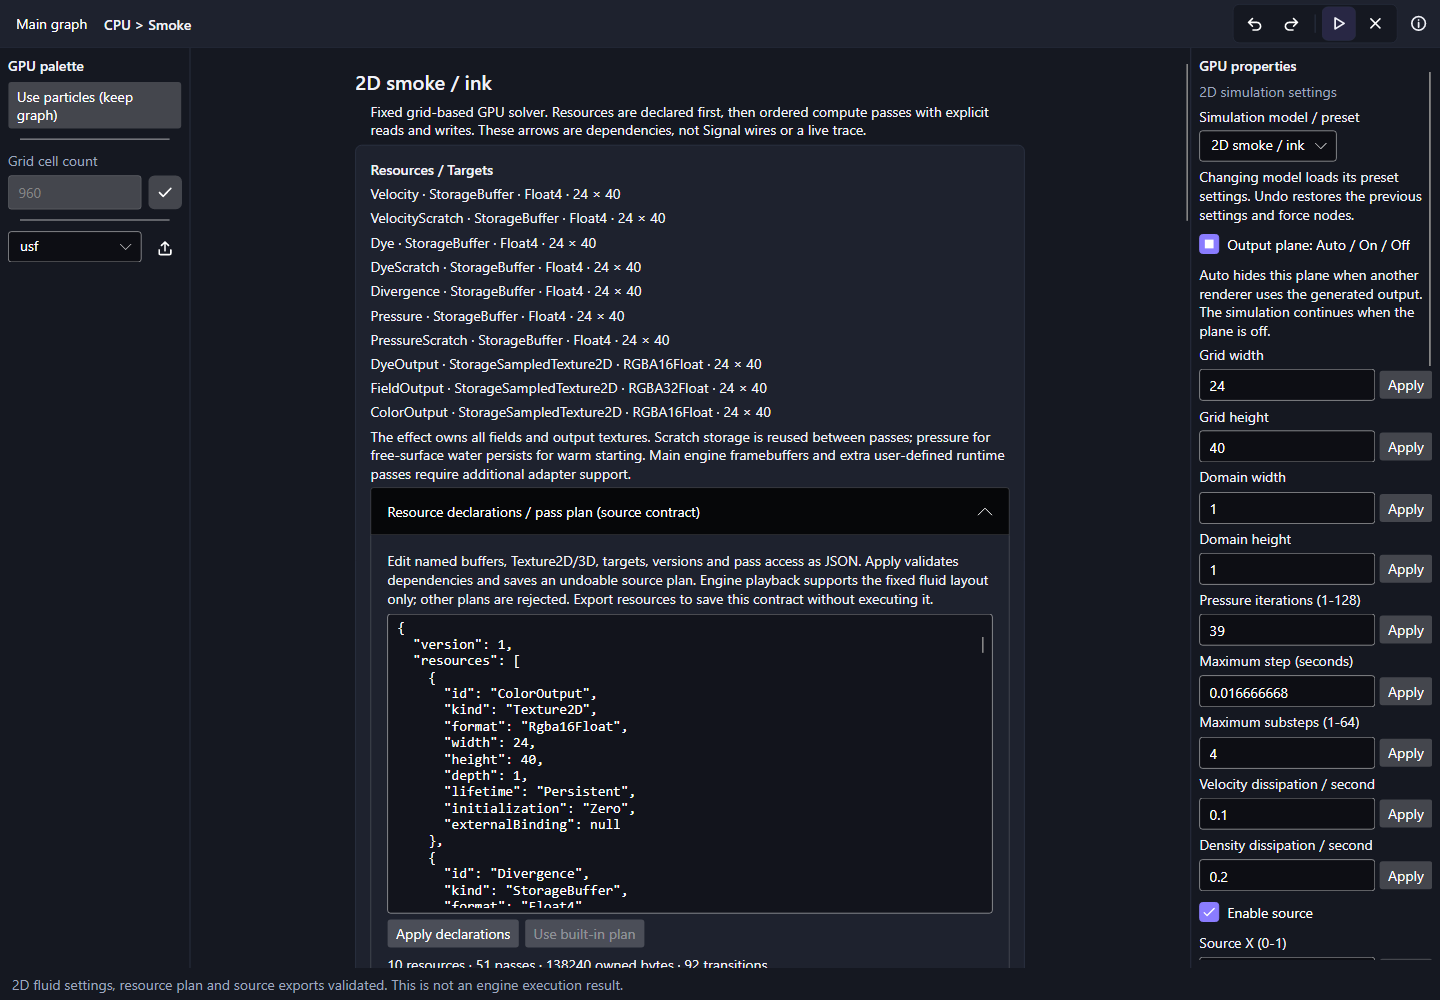 Main graph CPU > Smoke
GPU palette
Use particles (keep
graph)
Grid cell count
960
usf
2D smoke / ink
Fixed grid-based GPU solver. Resources are declared first, then ordered compute passes with explicit
reads and writes. These arrows are dependencies, not Signal wires or a live trace.
Resources / Targets
Velocity · StorageBuffer · Float4 · 24 × 40
VelocityScratch · StorageBuffer · Float4 · 24 × 40
Dye · StorageBuffer · Float4 · 24 × 40
DyeScratch · StorageBuffer · Float4 · 24 × 40
Divergence · StorageBuffer · Float4 · 24 × 40
Pressure · StorageBuffer · Float4 · 24 × 40
PressureScratch · StorageBuffer · Float4 · 24 × 40
DyeOutput · StorageSampledTexture2D · RGBA16Float · 24 × 40
FieldOutput · StorageSampledTexture2D · RGBA32Float · 24 × 40
ColorOutput · StorageSampledTexture2D · RGBA16Float · 24 × 40
The effect owns all fields and output textures. Scratch storage is reused between passes; pressure for
free-surface water persists for warm starting. Main engine framebuffers and extra user-defined runtime
passes require additional adapter support.
Resource declarations / pass plan (source contract)
Edit named buffers, Texture2D/3D, targets, versions and pass access as JSON. Apply validates
dependencies and saves an undoable source plan. Engine playback supports the fixed fluid layout
only; other plans are rejected. Export resources to save this contract without executing it.
{
"version": 1,
"resources": [
{
"id": "ColorOutput",
"kind": "Texture2D",
"format": "Rgba16Float",
"width": 24,
"height": 40,
"depth": 1,
"lifetime": "Persistent",
"initialization": "Zero",
"externalBinding": null
},
{
"id": "Divergence",
"kind": "StorageBuffer",
"format": "Float4",
Apply declarations Use built-in plan
10 resources · 51 passes · 138240 owned bytes · 92 transitions
GPU properties
2D simulation settings
Simulation model / preset
2D smoke / ink
Changing model loads its preset
settings. Undo restores the previous
settings and force nodes.
Output plane: Auto / On / Off
Auto hides this plane when another
renderer uses the generated output.
The simulation continues when the
plane is off.
Grid width
24 Apply
Grid height
40 Apply
Domain width
1 Apply
Domain height
1 Apply
Pressure iterations (1-128)
39 Apply
Maximum step (seconds)
0.016666668 Apply
Maximum substeps (1-64)
4 Apply
Velocity dissipation / second
0.1 Apply
Density dissipation / second
0.2 Apply
Enable source
Source X (0-1)
2D fluid settings, resource plan and source exports validated. This is not an engine execution result.